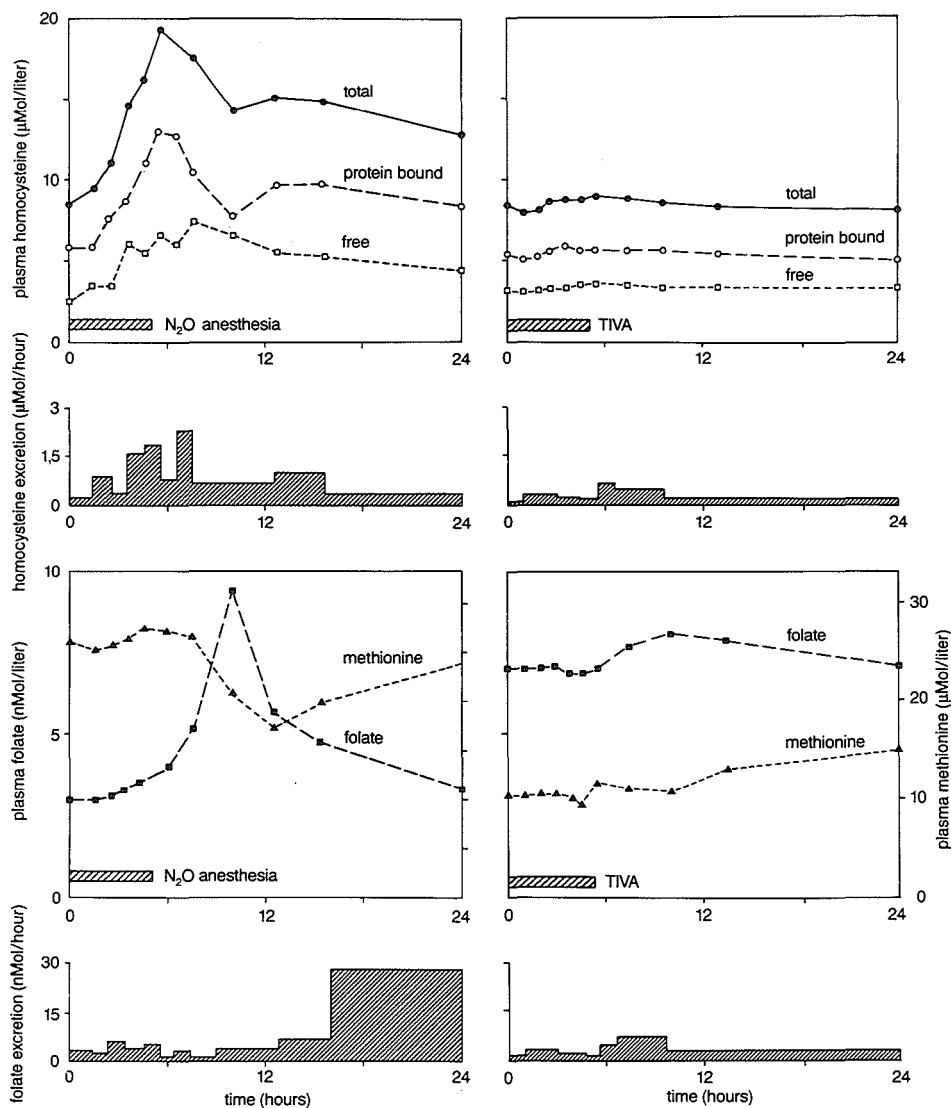 plasma homocysteine (µMol/liter)
20
10
0
total
protein bound
free
N₂O anesthesia
0
12
24
total
protein bound
free
TIVA
0
12
24
homocysteine excretion (µMol/hour)
3
1,5
0
0
12
24
0
12
24
plasma folate (nMol/liter)
10
5
0
methionine
folate
N₂O anesthesia
0
12
24
folate
methionine
TIVA
0
12
24
30
20
10
0
plasma methionine (µMol/liter)
folate excretion (nMol/hour)
30
15
0
0
12
24
time (hours)
0
12
24
time (hours)